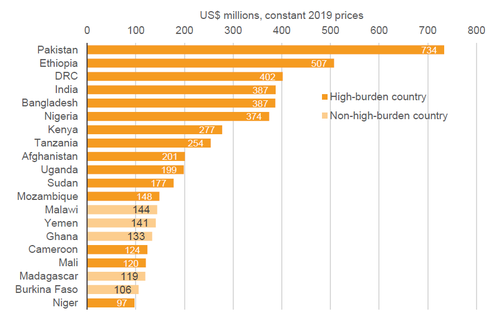 US$ millions, constant 2019 prices
0 100 200 300 400 500 600 700 800
Pakistan 734
Ethiopia 507
DRC 402
India 387
Bangladesh 387
Nigeria 374
Kenya 277
Tanzania 254
Afghanistan 201
Uganda 199
Sudan 177
Mozambique 148
Malawi 144
Yemen 141
Ghana 133
Cameroon 124
Mali 120
Madagascar 119
Burkina Faso 106
Niger 97
High-burden country
Non-high-burden country